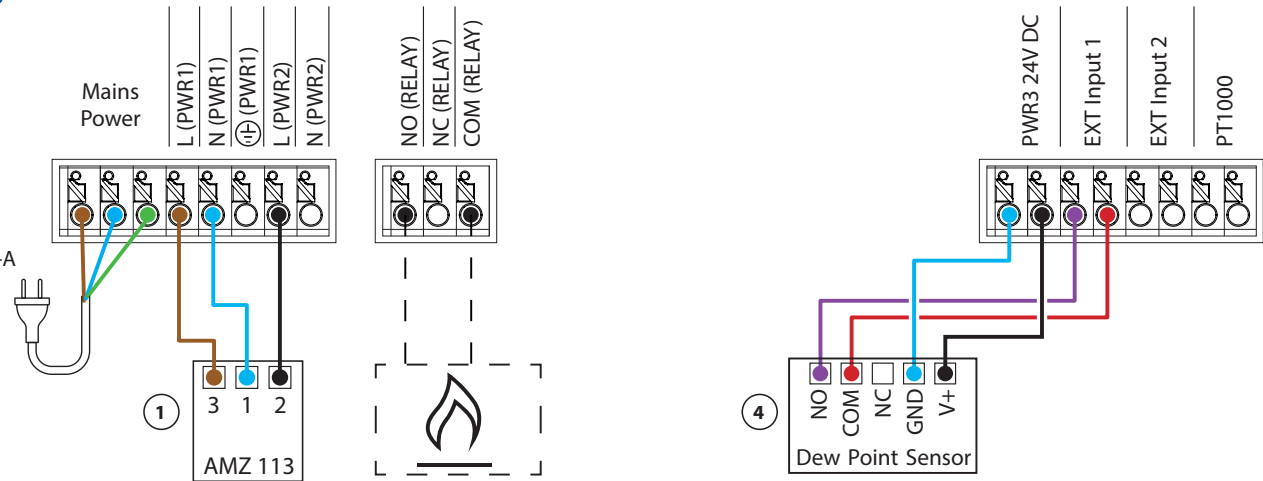 Mains
Power
L (PWR1)
N (PWR1)
(PWR1)
L (PWR2)
N (PWR2)
NO (RELAY)
NC (RELAY)
COM (RELAY)
PWR3 24V DC
EXT Input 1
EXT Input 2
PT1000
-A
3 1 2
1
AMZ 113
NO
COM
NC
GND
V+
4
Dew Point Sensor